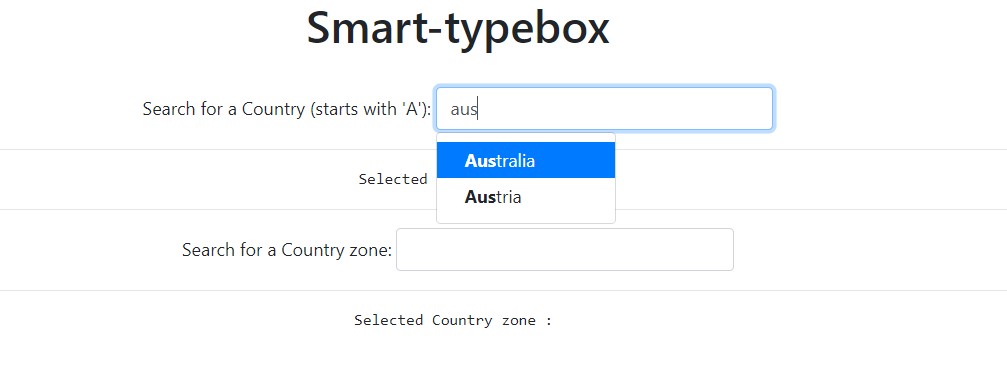 Smart-typebox
Search for a Country (starts with 'A'): aus
Australia
Selected
Austria
Search for a Country zone:
Selected Country zone :